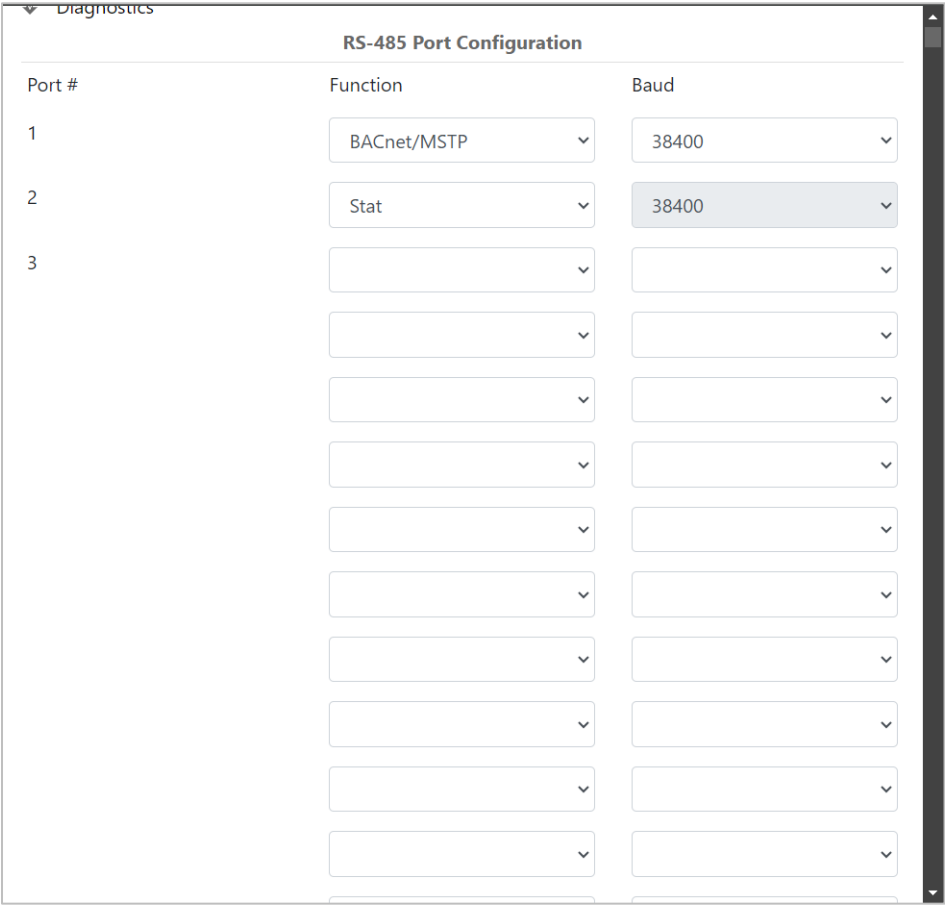 Diagnostics
RS-485 Port Configuration
Port # Function Baud
1 BACnet/MSTP 38400
2 Stat 38400
3